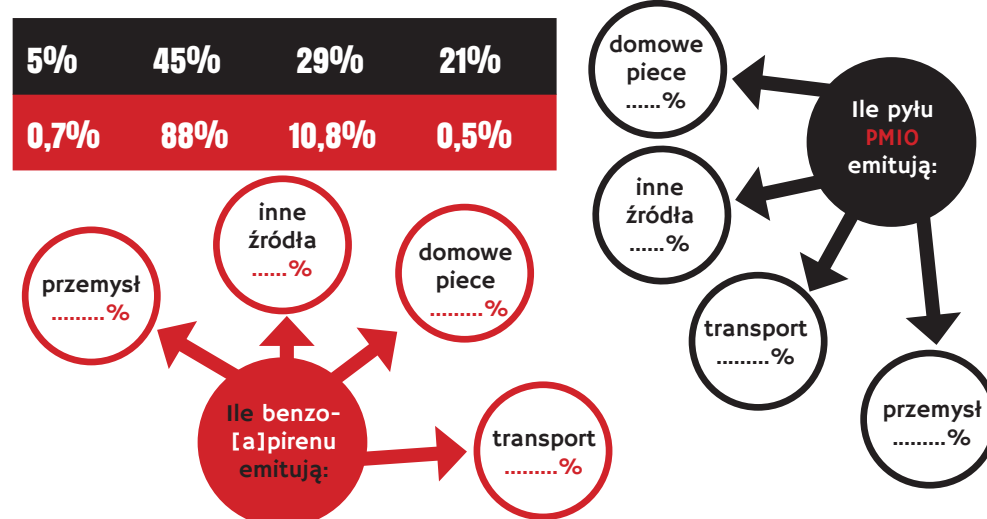 5% 45% 29% 21%
0,7% 88% 10,8% 0,5%
domowe
piece
......%
Ile pyłu
PM10
emitują:
inne
źródła
......%
transport
.........%
przemysł
.........%
przemysł
.........%
inne
źródła
......%
domowe
piece
.........%
Ile benzo-
[a]pirenu
emitują:
transport
.........%